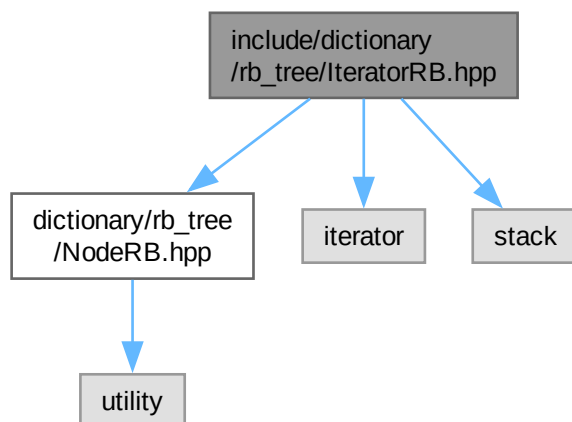 include/dictionary
/rb_tree/IteratorRB.hpp
dictionary/rb_tree
/NodeRB.hpp
iterator
stack
utility